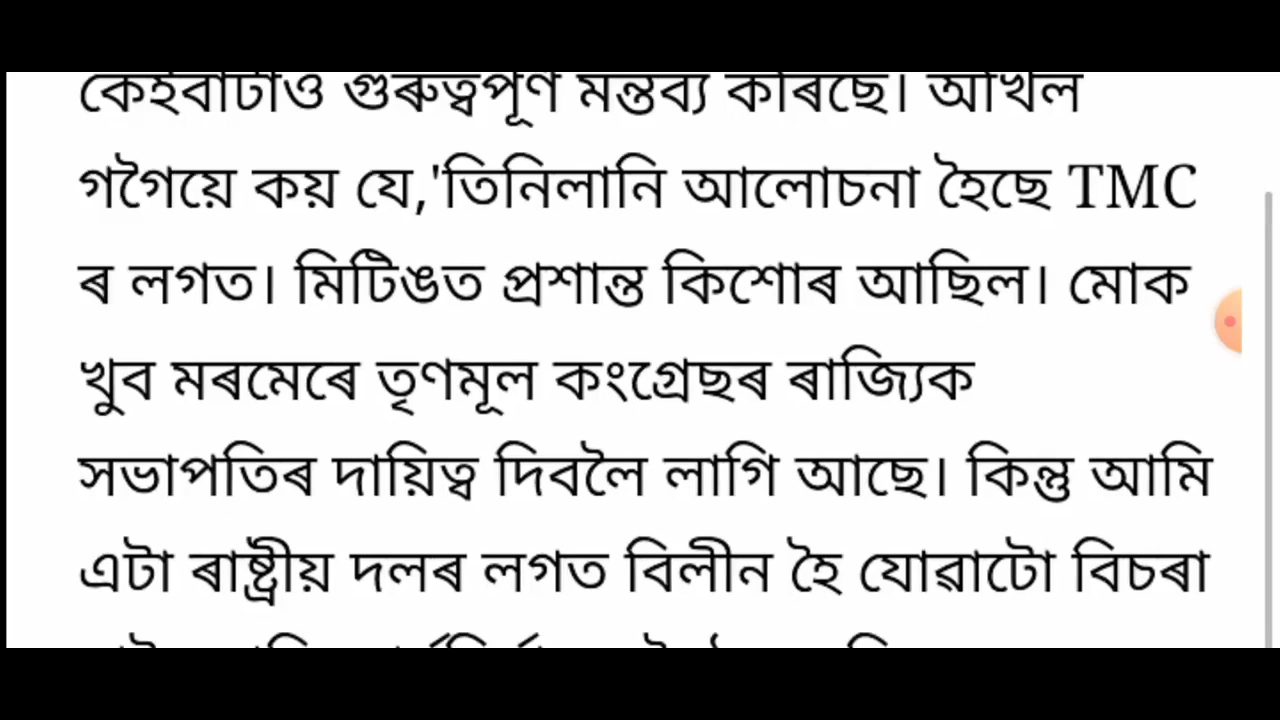 কেইবাটাও গুৰুত্বপূৰ্ণ মন্তব্য কৰিছে। অখিল
গগৈয়ে কয় যে,'তিনিলানি আলোচনা হৈছে TMC
ৰ লগত। মিটিঙত প্ৰশান্ত কিশোৰ আছিল। মোক
খুব মৰমেৰে তৃণমূল কংগ্ৰেছৰ ৰাজ্যিক
সভাপতিৰ দায়িত্ব দিবলৈ লাগি আছে। কিন্তু আমি
এটা ৰাষ্ট্ৰীয় দলৰ লগত বিলীন হৈ যোৱাটো বিচৰা